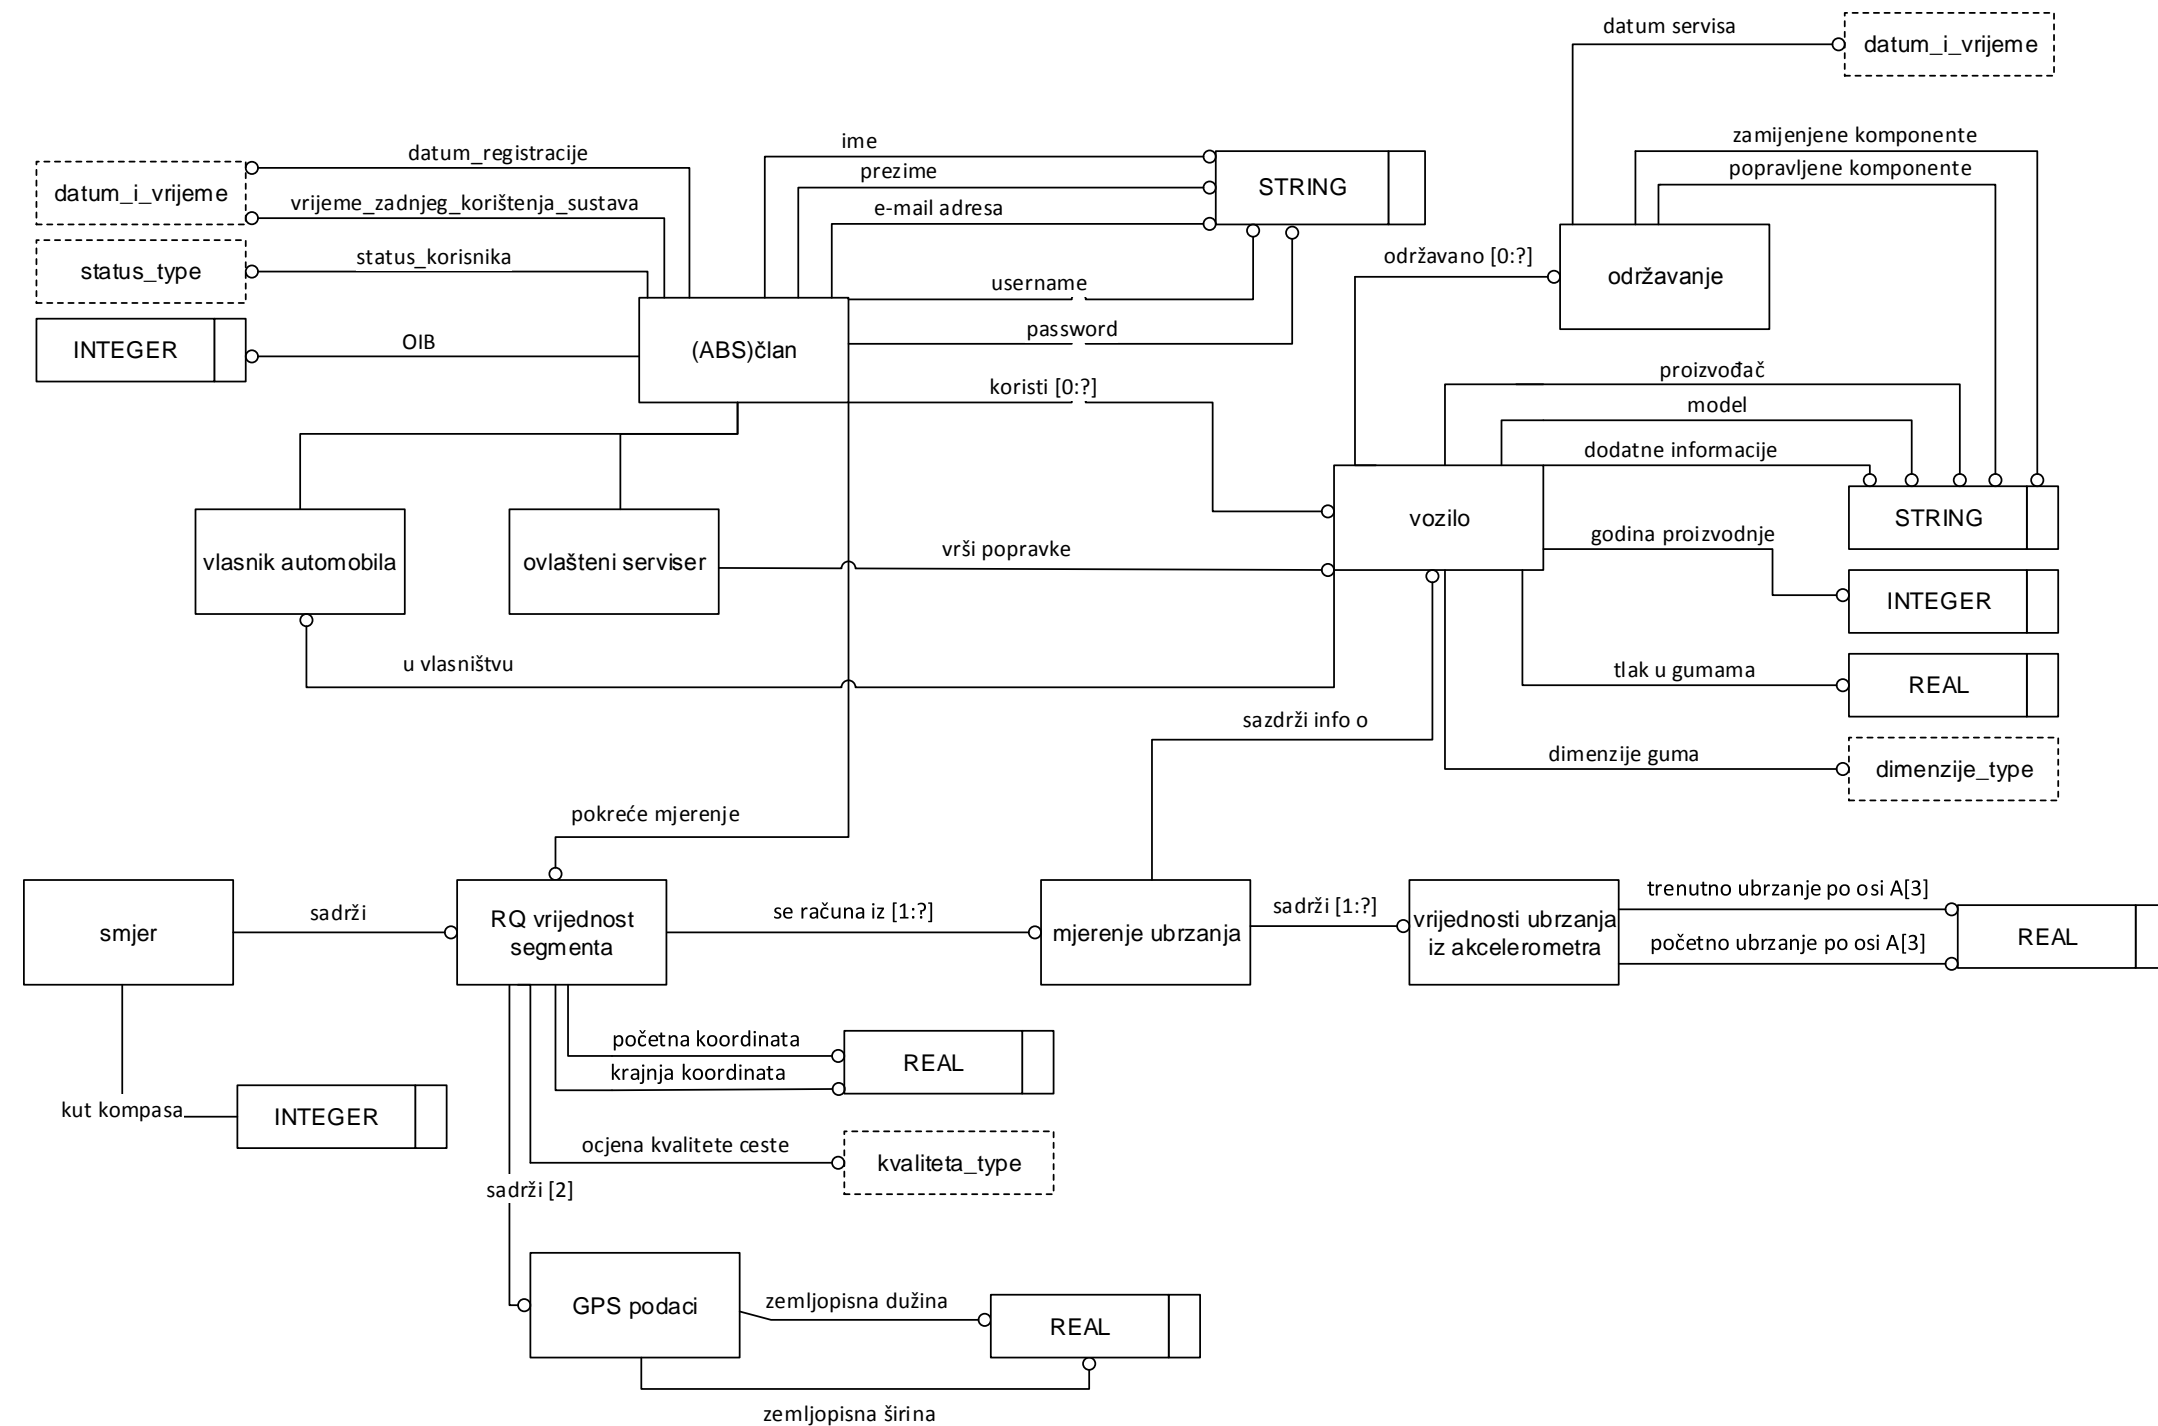 datum servisa
datum_i_vrijeme
ime
zamijenjene komponente
datum_registracije
prezime
popravljene komponente
datum_i_vrijeme
vrijeme_zadnjeg_korištenja_sustava
e-mail adresa
STRING
status_type
status_korisnika
održavano [0:?]
održavanje
username
INTEGER
OIB
(ABS)član
password
koristi [0:?]
proizvođač
model
dodatne informacije
vozilo
STRING
vlasnik automobila
ovlašteni serviser
vrši popravke
godina proizvodnje
INTEGER
u vlasništvu
tlak u gumama
REAL
sazdrži info o
dimenzije guma
dimenzije_type
pokreće mjerenje
smjer
sadrži
RQ vrijednost
segmenta
se računa iz [1:?]
mjerenje ubrzanja
sadrži [1:?]
vrijednosti ubrzanja
iz akcelerometra
trenutno ubrzanje po osi A[3]
početno ubrzanje po osi A[3]
REAL
početna koordinata
krajnja koordinata
REAL
kut kompasa
INTEGER
ocjena kvalitete ceste
kvaliteta_type
sadrži [2]
GPS podaci
zemljopisna dužina
REAL
zemljopisna širina